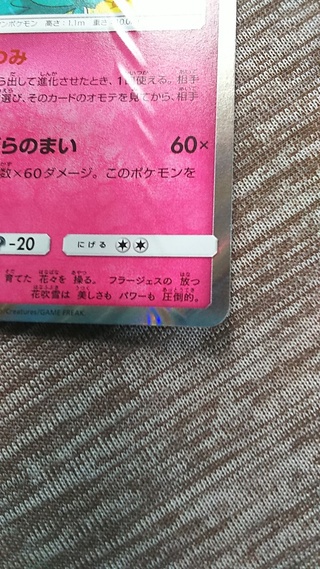 ンポケモン 高さ:1.1m 重さ:10.0
み
ら出して進化させたとき、1回使える。相手
選び、そのカードのオモテを見てから、相手
らのまい 60×
数×60ダメージ。このポケモンを
-20 にげる
育てた 花々を 操る。 フラージェスの 放つ
花吹雪は 美しさも パワーも 圧倒的。
/Creatures/GAME FREAK.